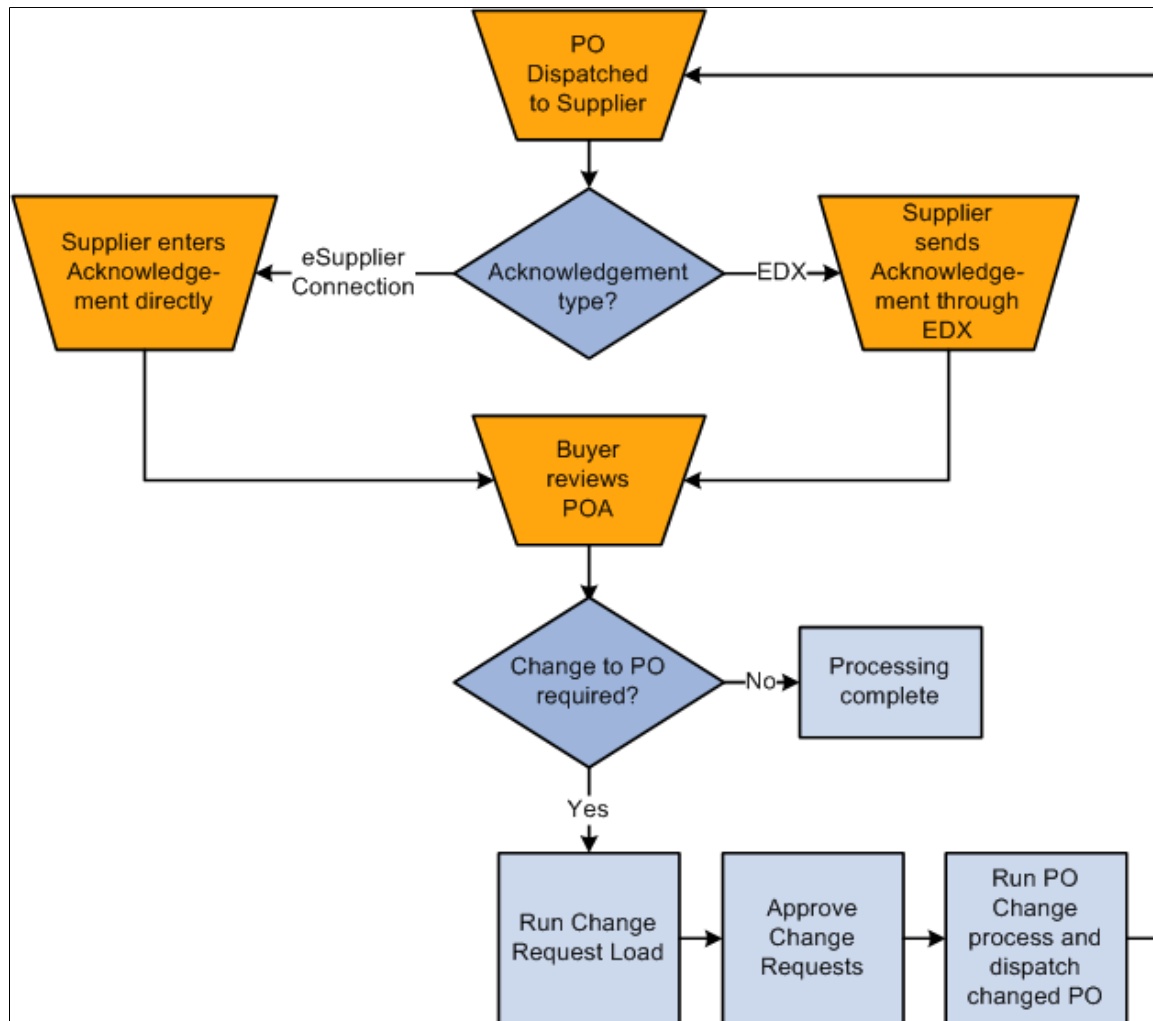 PO
Dispatched
to Supplier
Supplier enters
Acknowledge-
ment directly
eSupplier
Connection
Acknowledgement
type?
EDX
Supplier
sends
Acknowledge-
ment through
EDX
Buyer
reviews
POA
Change to PO
required?
No
Processing
complete
Yes
Run Change
Request Load
Approve
Change
Requests
Run PO
Change
process and
dispatch
changed PO